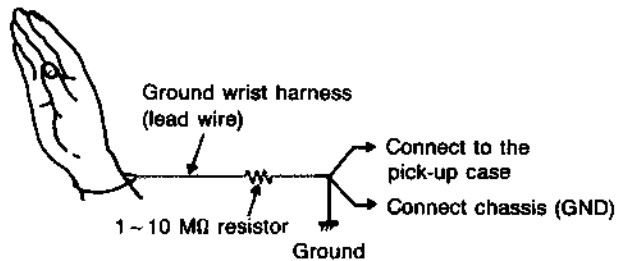 Ground wrist harness
(lead wire)
Connect to the
pick-up case
Connect chassis (GND)
1 ~ 10 MΩ resistor
Ground